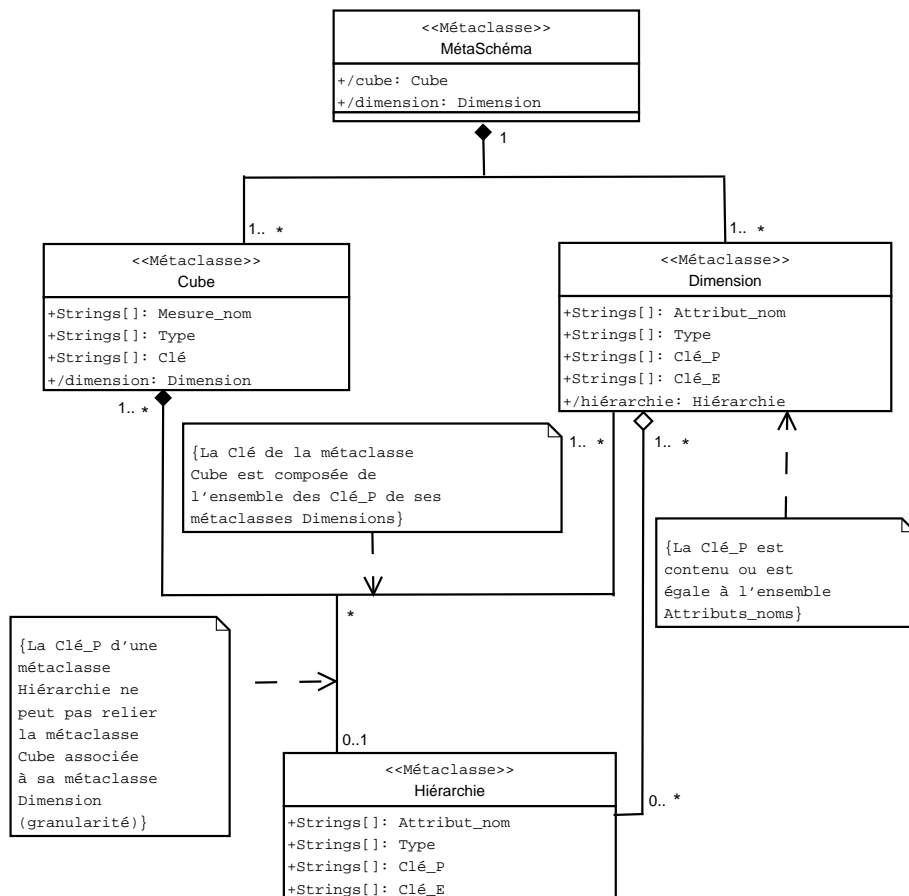 <<Métaclasse>>
MétaSchéma
+/cube: Cube
+/dimension: Dimension
1
1.. *
1.. *
<<Métaclasse>>
Cube
+Strings[]: Mesure_nom
+Strings[]: Type
+Strings[]: Clé
+/dimension: Dimension
<<Métaclasse>>
Dimension
+Strings[]: Attribut_nom
+Strings[]: Type
+Strings[]: Clé_P
+Strings[]: Clé_E
+/hiérarchie: Hiérarchie
1.. *
{La Clé de la métaclasse
Cube est composée de
l'ensemble des Clé_P de ses
métaclasses Dimensions}
1.. *
1.. *
{La Clé_P est
contenu ou est
égale à l'ensemble
Attributs_noms}
*
{La Clé_P d'une
métaclasse
Hiérarchie ne
peut pas relier
la métaclasse
Cube associée
à sa métaclasse
Dimension
(granularité)}
0..1
0.. *
<<Métaclasse>>
Hiérarchie
+Strings[]: Attribut_nom
+Strings[]: Type
+Strings[]: Clé_P
+Strings[]: Clé_E